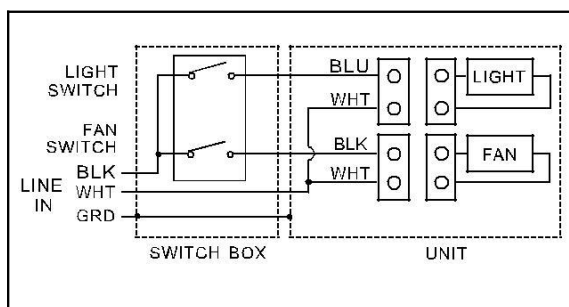 LIGHT
SWITCH
FAN
SWITCH
LINE
IN
BLK
WHT
GRD
BLU
WHT
BLK
WHT
LIGHT
FAN
SWITCH BOX
UNIT